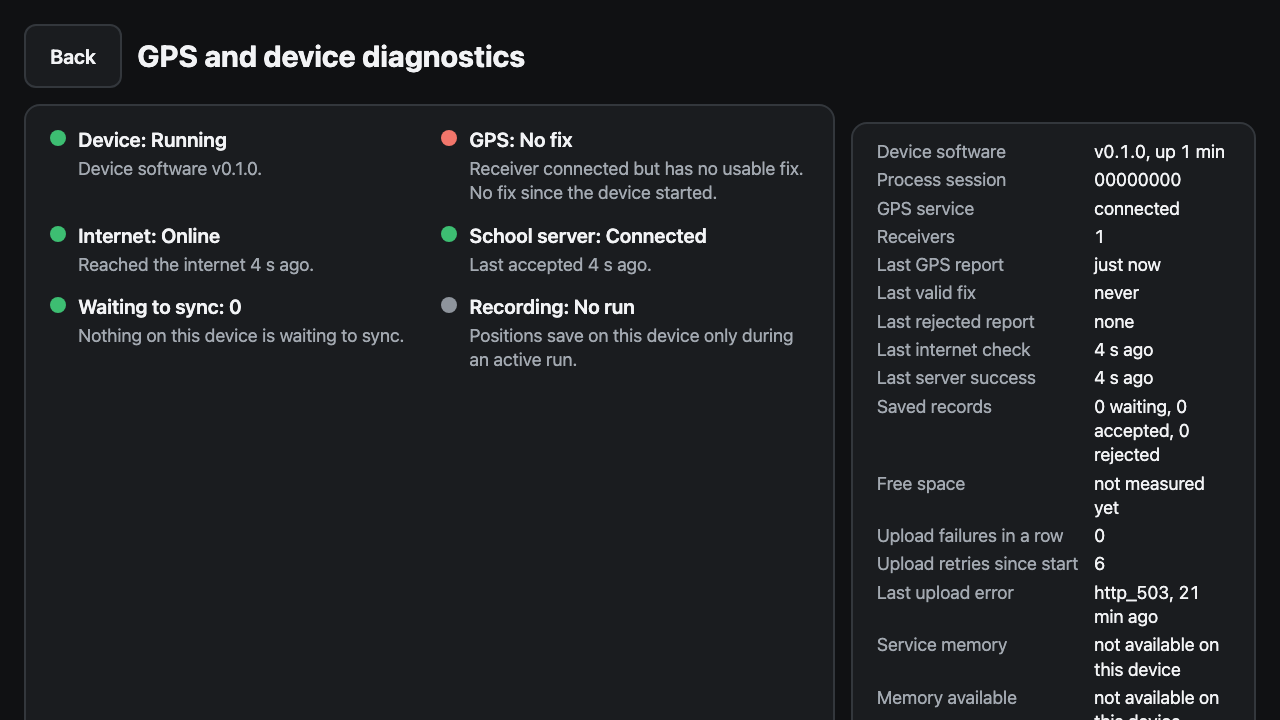 Back
GPS and device diagnostics
Device: Running
Device software v0.1.0.
GPS: No fix
Receiver connected but has no usable fix.
No fix since the device started.
Internet: Online
Reached the internet 4 s ago.
School server: Connected
Last accepted 4 s ago.
Waiting to sync: 0
Nothing on this device is waiting to sync.
Recording: No run
Positions save on this device only during
an active run.
Device software v0.1.0, up 1 min
Process session 00000000
GPS service connected
Receivers 1
Last GPS report just now
Last valid fix never
Last rejected report none
Last internet check 4 s ago
Last server success 4 s ago
Saved records 0 waiting, 0
accepted, 0
rejected
Free space not measured
yet
Upload failures in a row 0
Upload retries since start 6
Last upload error http_503, 21
min ago
Service memory not available on
this device
Memory available not available on
this device